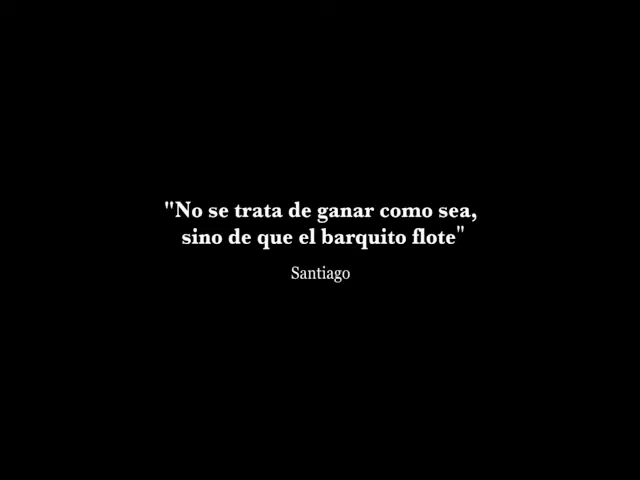 "No se trata de ganar como sea,
sino de que el barquito flote"
Santiago